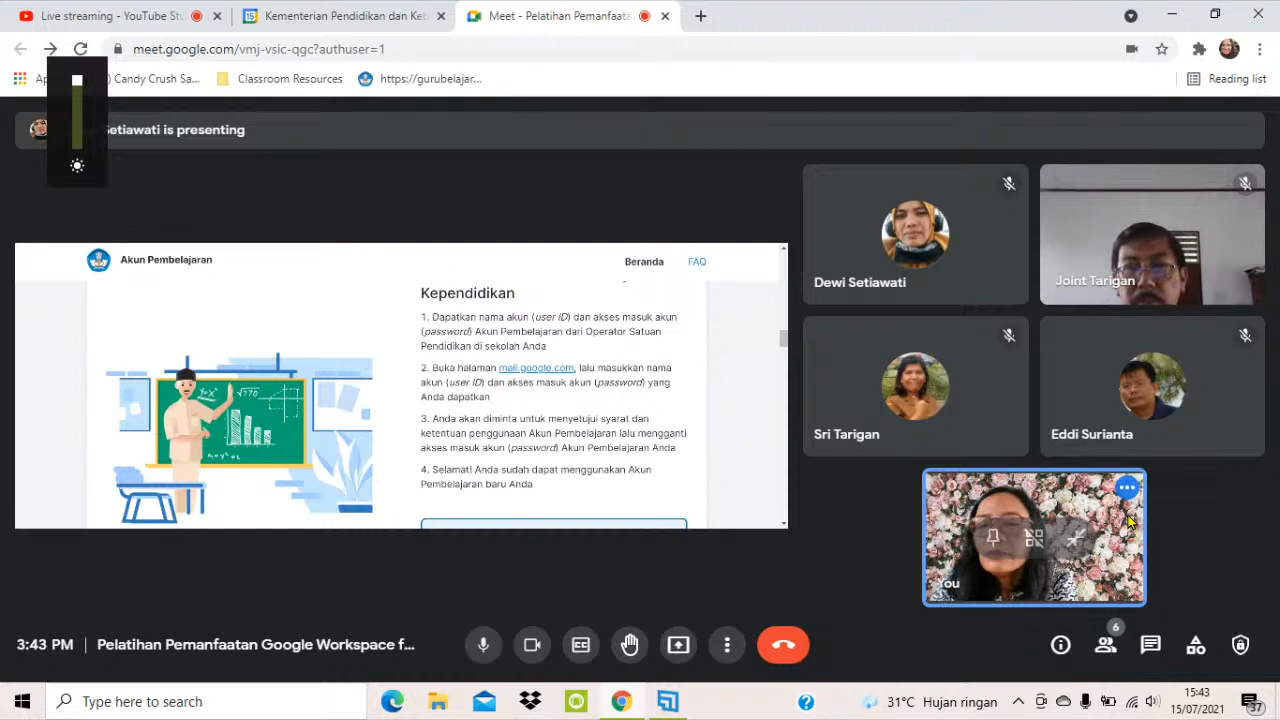 Live streaming - YouTube St
Kementerian Pendidikan dan Ke
Meet - Pelatihan Pemanfaata
meet.google.com/vmj-vsic-qgc?authuser=1
Candy Crush Sa...
Classroom Resources
https://gurubelajar...
Reading list
Setiawati is presenting
Akun Pembelajaran
Beranda
FAQ
Kependidikan
1. Dapatkan nama akun (user ID) dan akses masuk akun
(password) Akun Pembelajaran dari Operator Satuan
Pendidikan di sekolah Anda
2. Buka halaman mail.google.com, lalu masukkan nama
akun (user ID) dan akses masuk akun (password) yang
Anda dapatkan
3. Anda akan diminta untuk menyetujui syarat dan
ketentuan penggunaan Akun Pembelajaran lalu mengganti
akses masuk akun (password) Akun Pembelajaran Anda
4. Selamat! Anda sudah dapat menggunakan Akun
Pembelajaran baru Anda
Dewi Setiawati
Joint Tarigan
Sri Tarigan
Eddi Surianta
You
3:43 PM | Pelatihan Pemanfaatan Google Workspace f...
CC
6
Type here to search
31°C Hujan ringan
15:43
15/07/2021
37